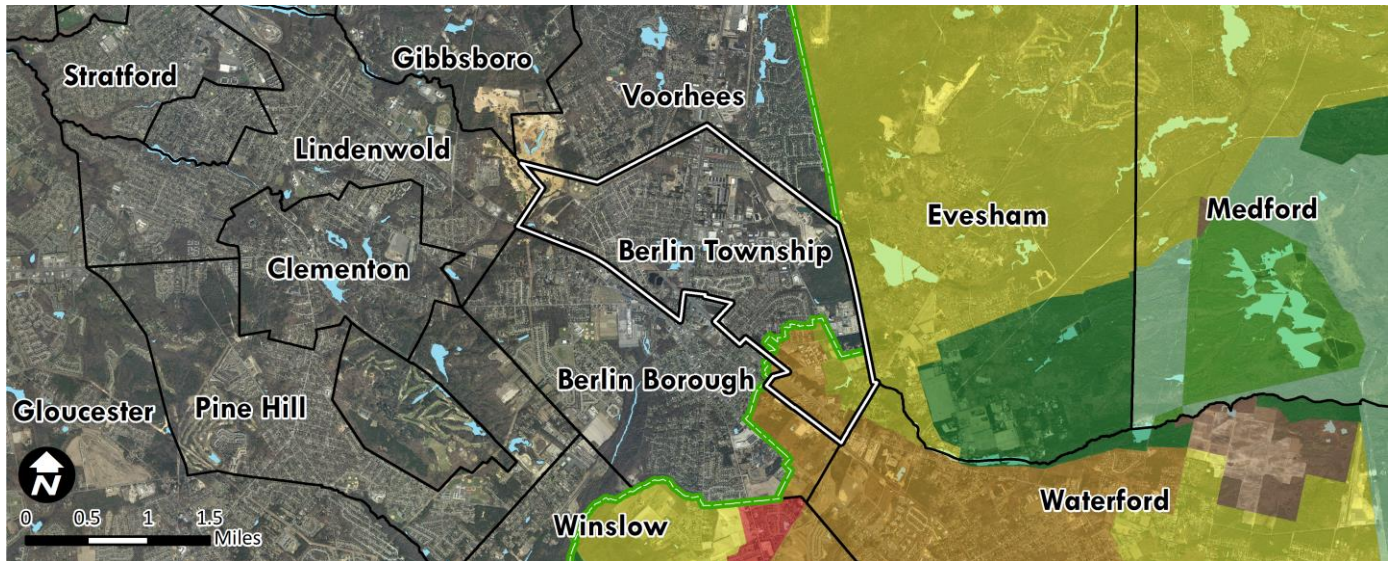 Stratford
Gibbsboro
Voorhees
Lindenwold
Evesham
Medford
Berlin Township
Clementon
Berlin Borough
Gloucester
Pine Hill
Waterford
Winslow
N
0 0.5 1 1.5
Miles